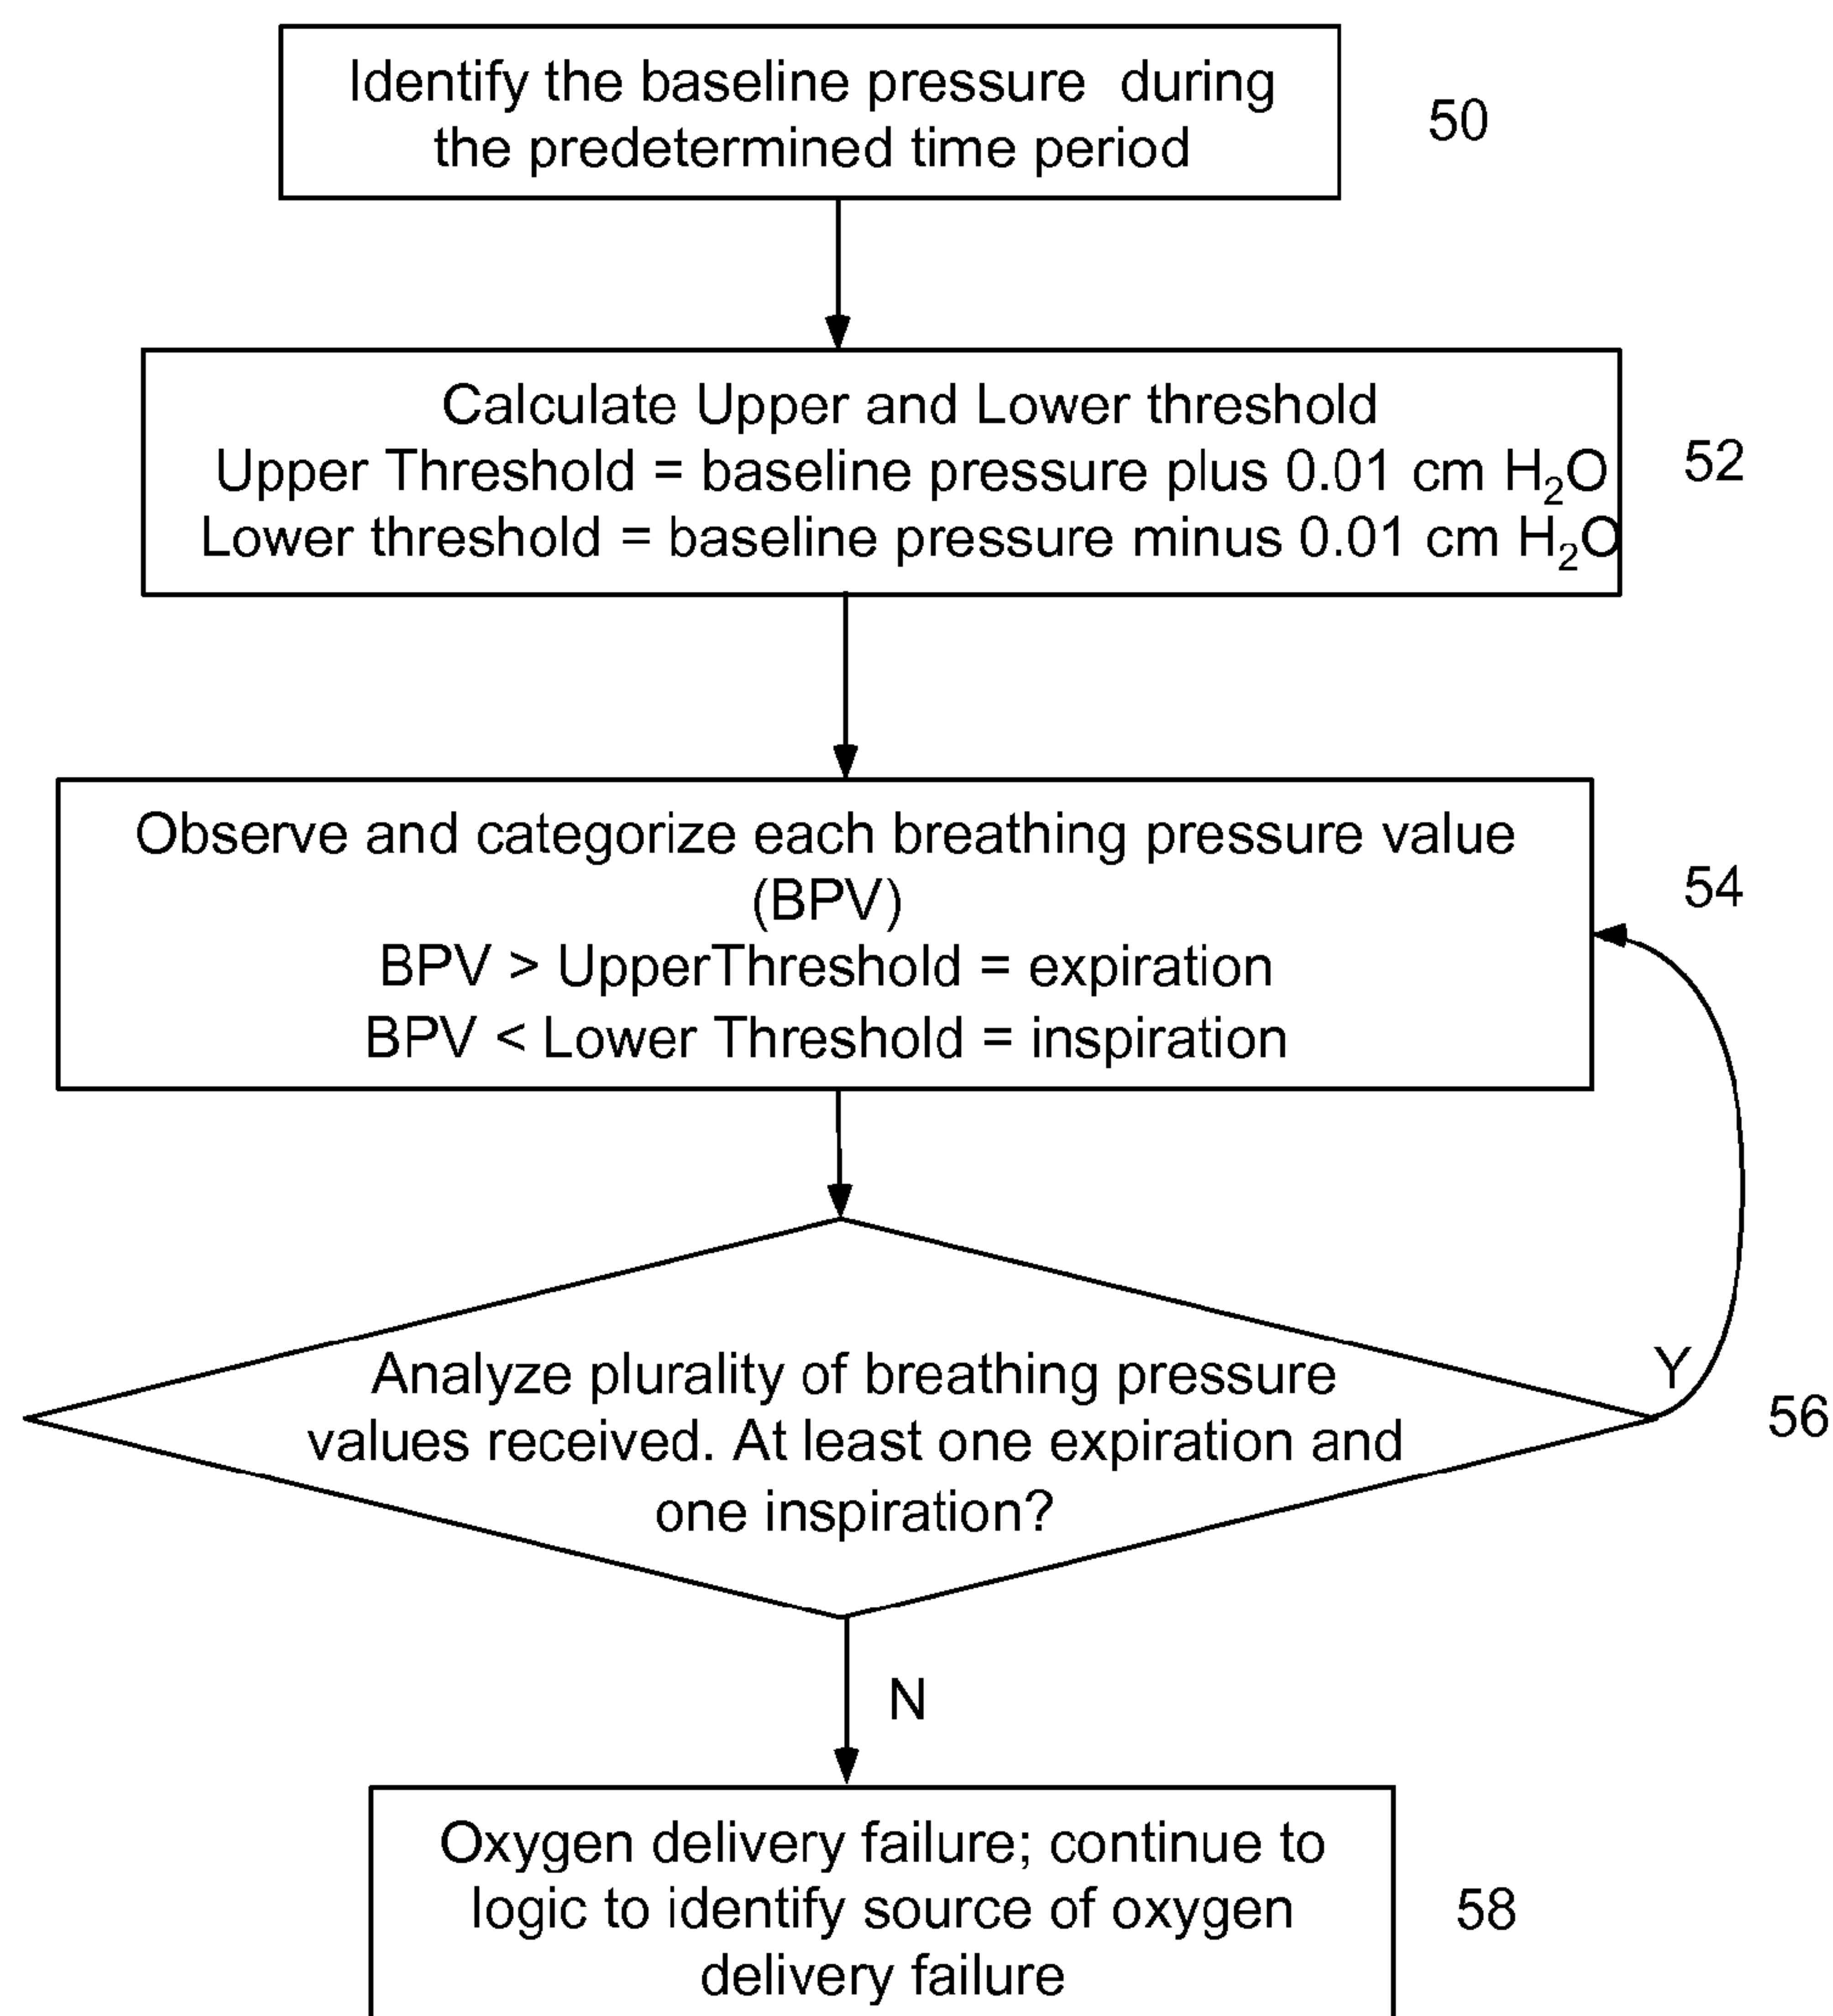 Identify the baseline pressure during
the predetermined time period
50
Calculate Upper and Lower threshold
Upper Threshold = baseline pressure plus 0.01 cm H₂O
Lower threshold = baseline pressure minus 0.01 cm H₂O
52
Observe and categorize each breathing pressure value
(BPV)
BPV > UpperThreshold = expiration
BPV < Lower Threshold = inspiration
54
Analyze plurality of breathing pressure
values received. At least one expiration and
one inspiration?
Y
56
N
Oxygen delivery failure; continue to
logic to identify source of oxygen
delivery failure
58